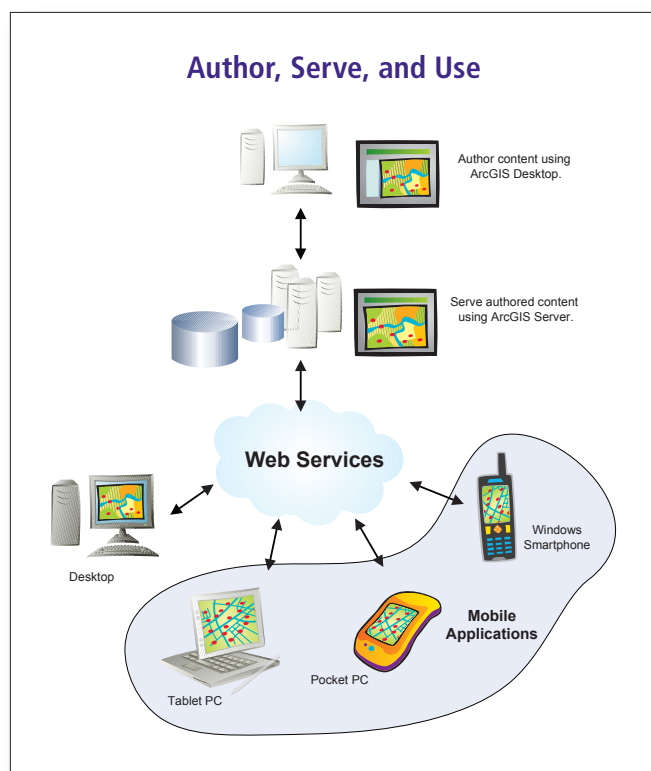 Author, Serve, and Use
Author content using
ArcGIS Desktop.
Serve authored content
using ArcGIS Server.
Web Services
Windows
Smartphone
Desktop
Mobile
Applications
Pocket PC
Tablet PC